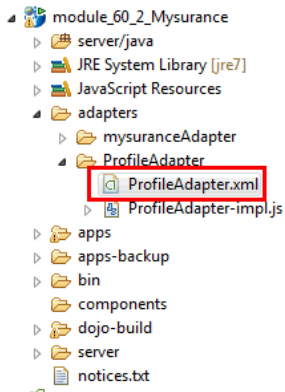 module_60_2_Mysurance
server/java
JRE System Library [jre7]
JavaScript Resources
adapters
mysuranceAdapter
ProfileAdapter
ProfileAdapter.xml
ProfileAdapter-impl.js
apps
apps-backup
bin
components
dojo-build
server
notices.txt